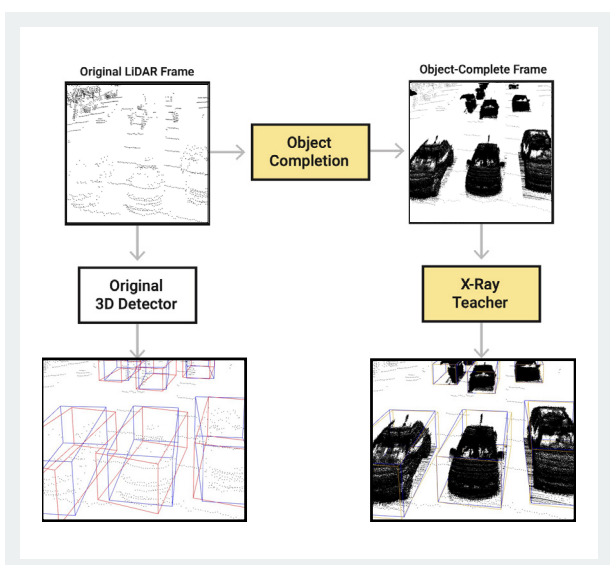 Original LiDAR Frame
Object-Complete Frame
Object
Completion
Original
3D Detector
X-Ray
Teacher